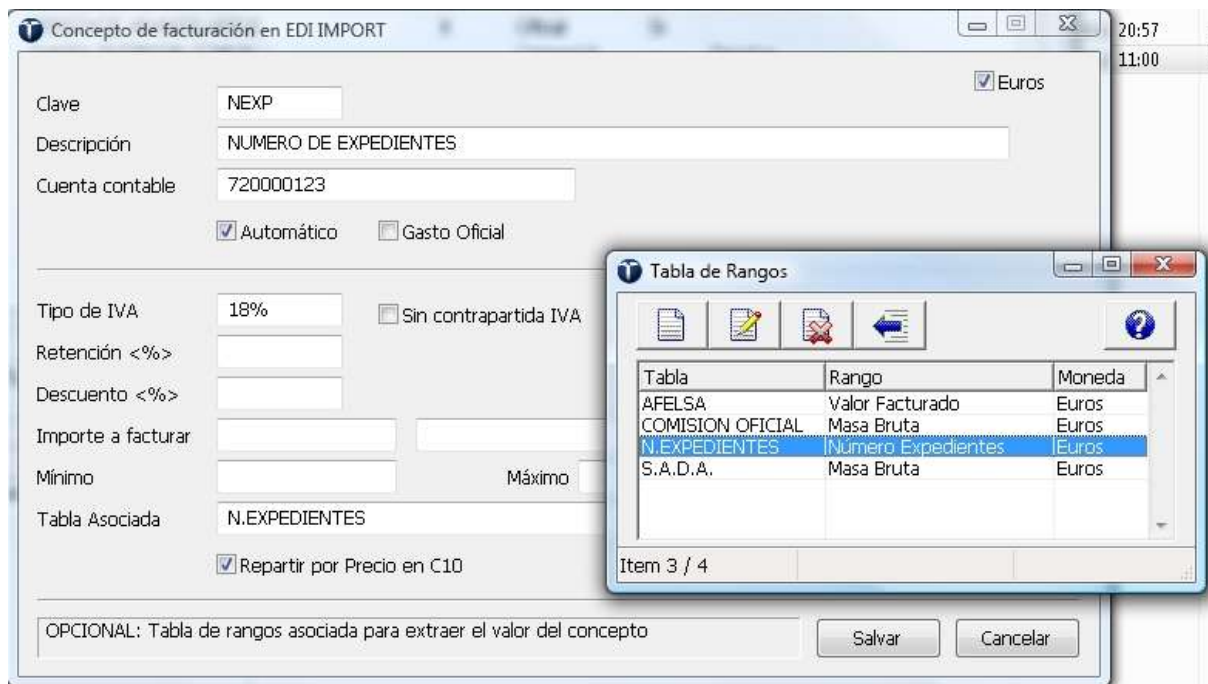 Concepto de facturación en EDI IMPORT
20:57
11:00
Euros
Clave NEXP
Descripción NUMERO DE EXPEDIENTES
Cuenta contable 720000123
Automático Gasto Oficial
Tipo de IVA 18% Sin contrapartida IVA
Retención <%>
Descuento <%>
Importe a facturar
Mínimo Máximo
Tabla Asociada N.EXPEDIENTES
Repartir por Precio en C10
OPCIONAL: Tabla de rangos asociada para extraer el valor del concepto
Salvar Cancelar
Tabla de Rangos
Tabla Rango Moneda
AFELSA Valor Facturado Euros
COMISION OFICIAL Masa Bruta Euros
N.EXPEDIENTES Número Expedientes Euros
S.A.D.A. Masa Bruta Euros
Item 3 / 4